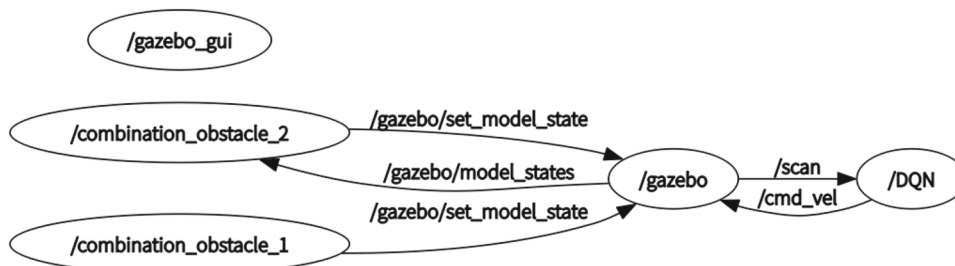 /gazebo_gui
/combination_obstacle_2
/gazebo/set_model_state
/gazebo/model_states
/gazebo/set_model_state
/combination_obstacle_1
/gazebo
/scan
/cmd_vel
/DQN